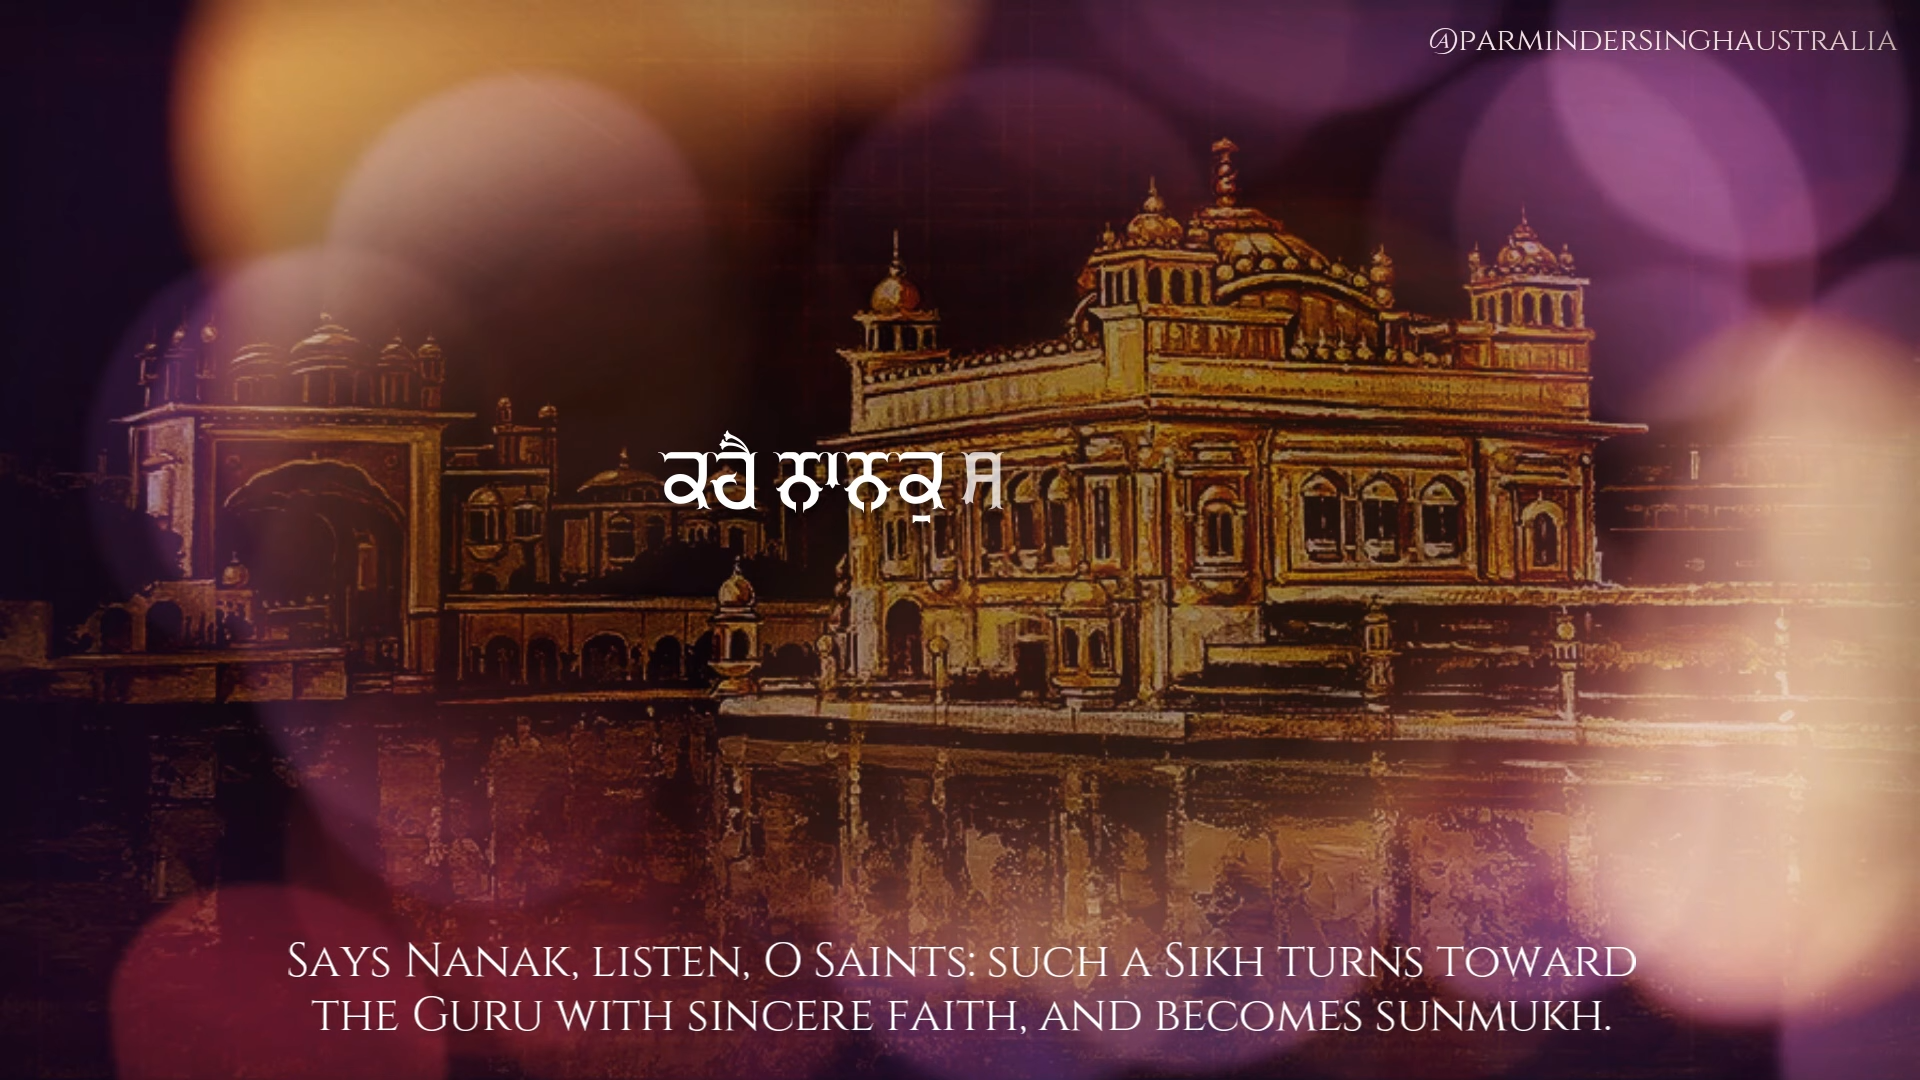 @parmindersinghaustralia
ਕਹੈ ਨਾਨਕੁ ਸ
Says Nanak, listen, O Saints: such a Sikh turns toward
the Guru with sincere faith, and becomes sunmukh.